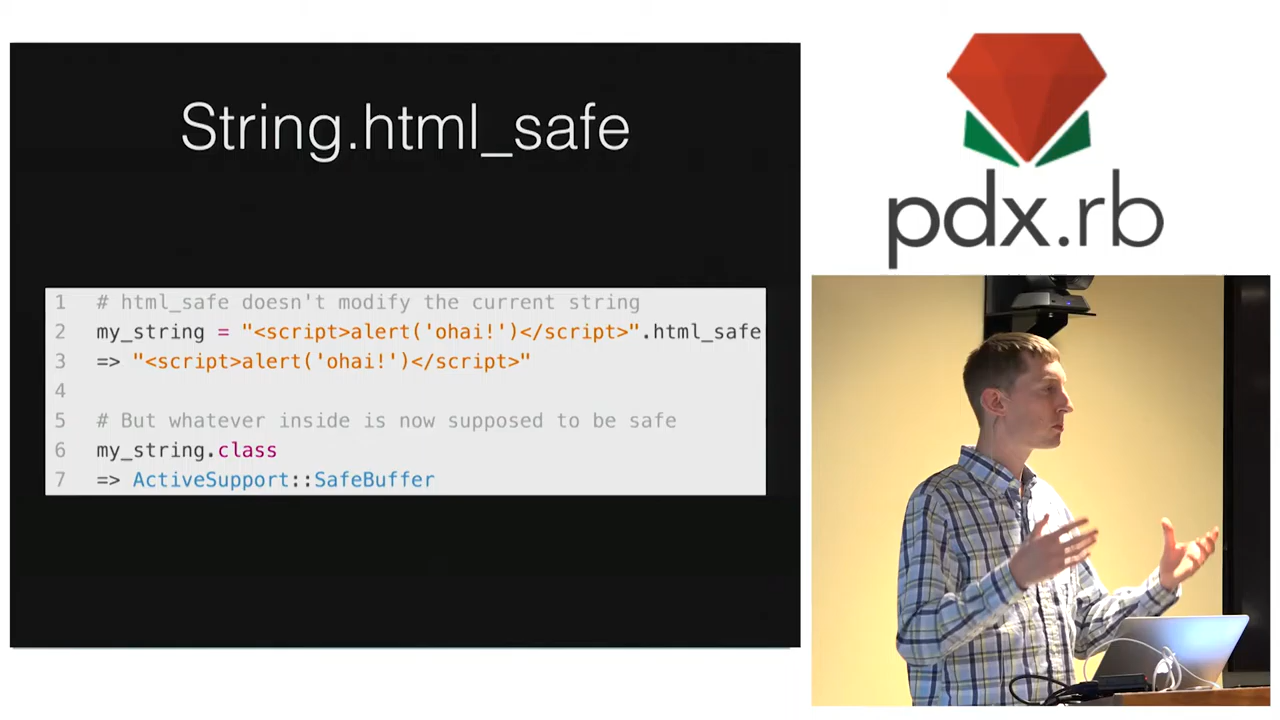 String.html_safe
1 # html_safe doesn't modify the current string
2 my_string = "<script>alert('ohai!')</script>".html_safe
3 => "<script>alert('ohai!')</script>"
4
5 # But whatever inside is now supposed to be safe
6 my_string.class
7 => ActiveSupport::SafeBuffer
pdx.rb